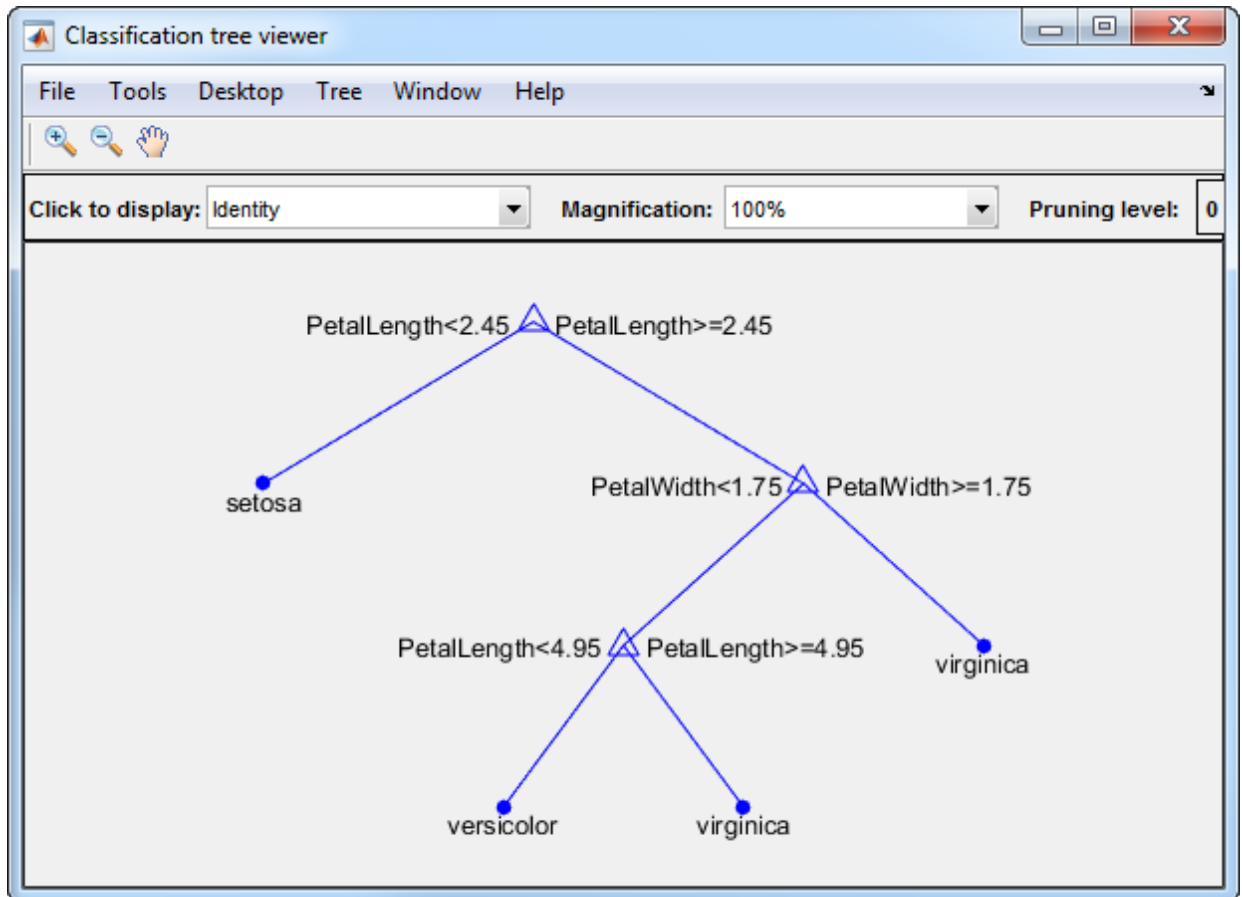 Classification tree viewer
File Tools Desktop Tree Window Help
Click to display: Identity Magnification: 100% Pruning level: 0
PetalLength<2.45 PetalLength>=2.45
setosa
PetalWidth<1.75 PetalWidth>=1.75
PetalLength<4.95 PetalLength>=4.95
virginica
versicolor virginica